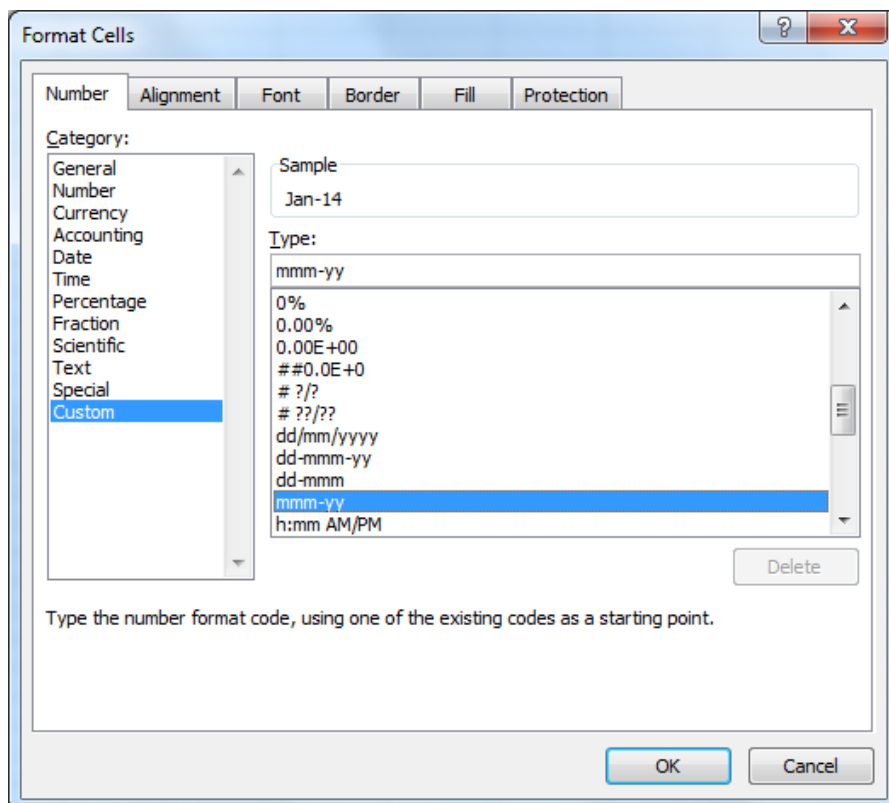 Format Cells
Number Alignment Font Border Fill Protection
Category:
General
Number
Currency
Accounting
Date
Time
Percentage
Fraction
Scientific
Text
Special
Custom
Sample
Jan-14
Type:
mmm-yy
0%
0.00%
0.00E+00
##0.0E+0
# ?/?
# ??/??
dd/mm/yyyy
dd-mmm-yy
dd-mmm
mmm-yy
h:mm AM/PM
Delete
Type the number format code, using one of the existing codes as a starting point.
OK Cancel